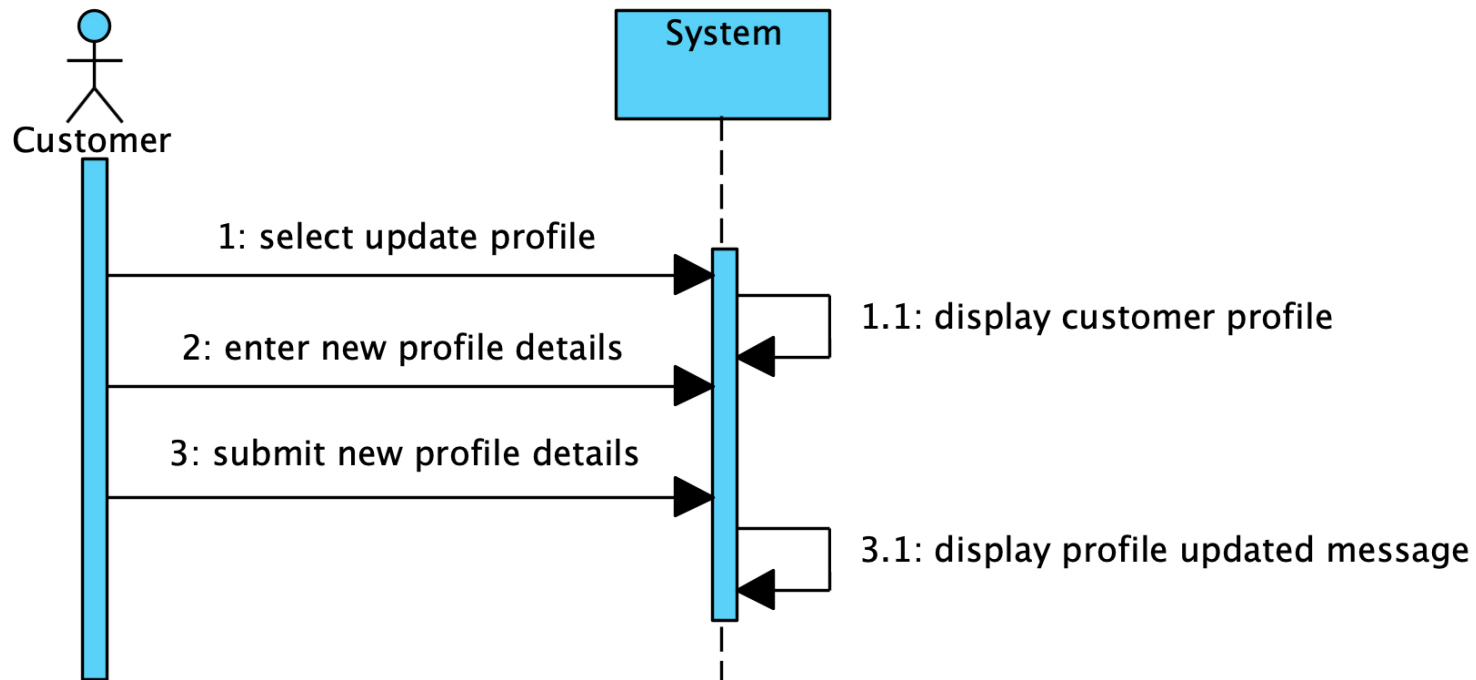 System
Customer
1: select update profile
1.1: display customer profile
2: enter new profile details
3: submit new profile details
3.1: display profile updated message